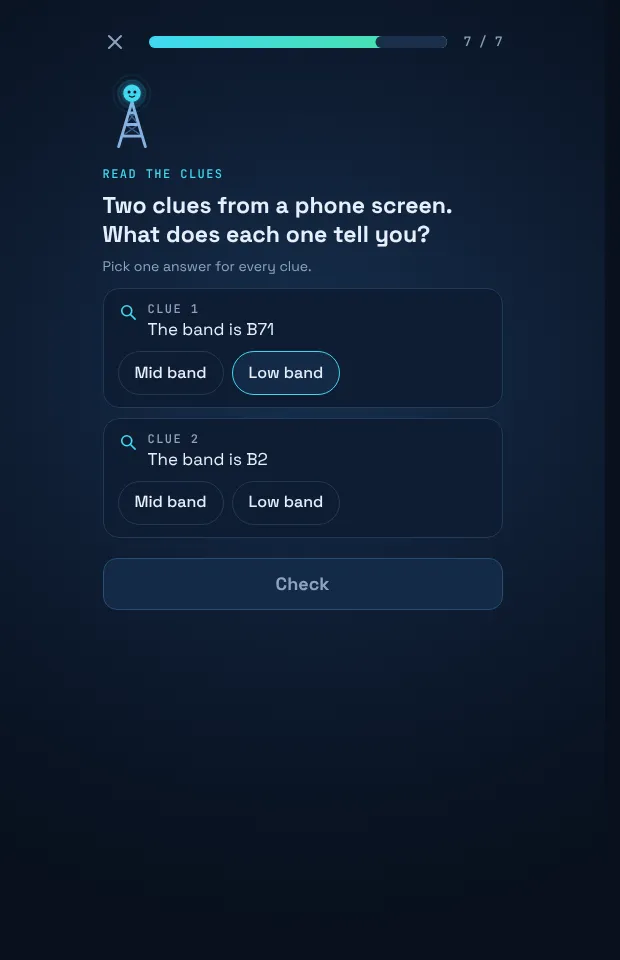 7 / 7
READ THE CLUES
Two clues from a phone screen.
What does each one tell you?
Pick one answer for every clue.
CLUE 1
The band is B71
Mid band Low band
CLUE 2
The band is B2
Mid band Low band
Check